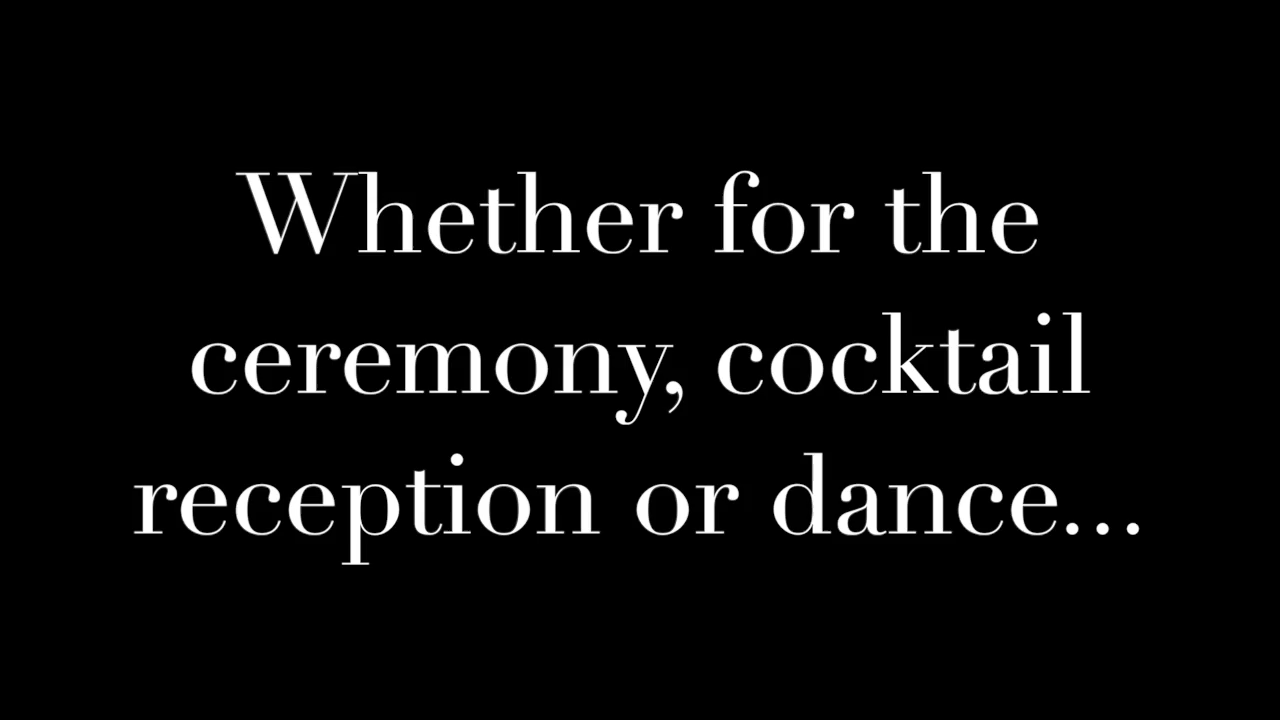 Whether for the
ceremony, cocktail
reception or dance...